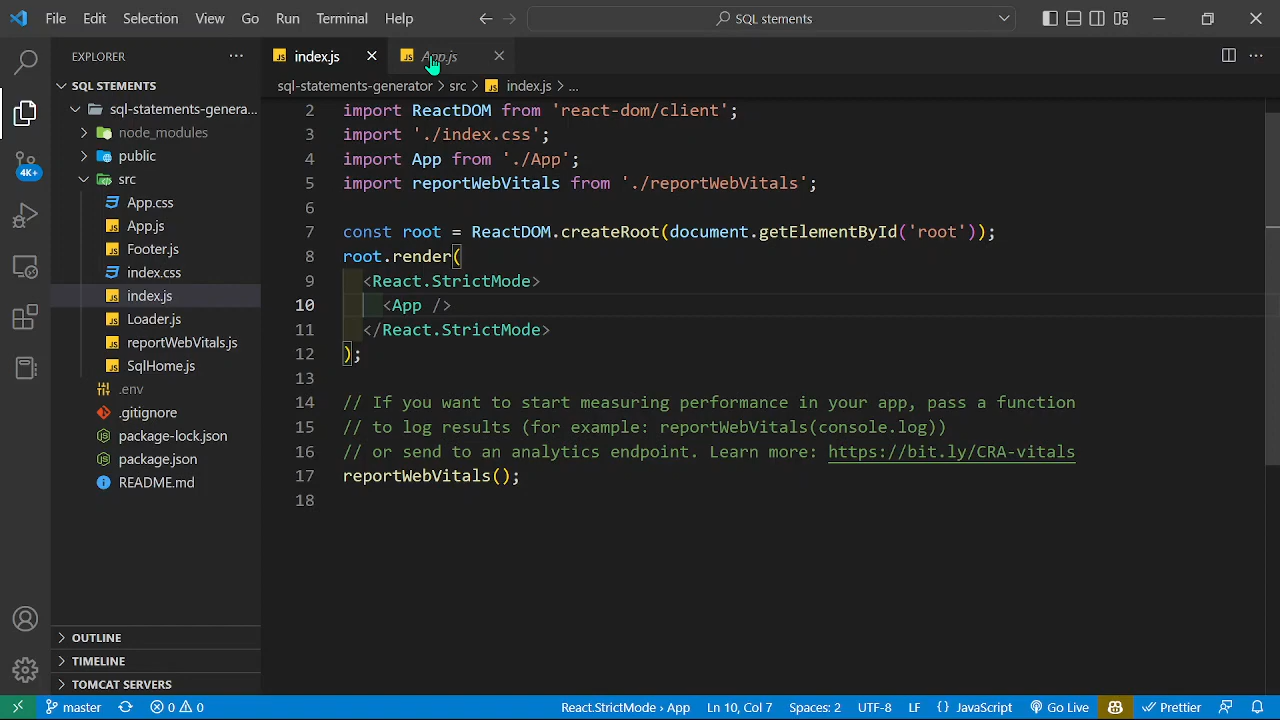 File Edit Selection View Go Run Terminal Help
SQL stements
EXPLORER
index.js
App.js
SQL STEMENTS
sql-statements-generator > src > index.js > ...
sql-statements-genera...
node_modules
public
src
App.css
App.js
Footer.js
index.css
index.js
Loader.js
reportWebVitals.js
SqlHome.js
.env
.gitignore
package-lock.json
package.json
README.md
OUTLINE
TIMELINE
TOMCAT SERVERS
4K+
2 import ReactDOM from 'react-dom/client';
3 import './index.css';
4 import App from './App';
5 import reportWebVitals from './reportWebVitals';
6
7 const root = ReactDOM.createRoot(document.getElementById('root'));
8 root.render(
9 <React.StrictMode>
10 <App />
11 </React.StrictMode>
12 );
13
14 // If you want to start measuring performance in your app, pass a function
15 // to log results (for example: reportWebVitals(console.log))
16 // or send to an analytics endpoint. Learn more: https://bit.ly/CRA-vitals
17 reportWebVitals();
18
master 0 0 React.StrictMode > App Ln 10, Col 7 Spaces: 2 UTF-8 LF {} JavaScript Go Live Prettier